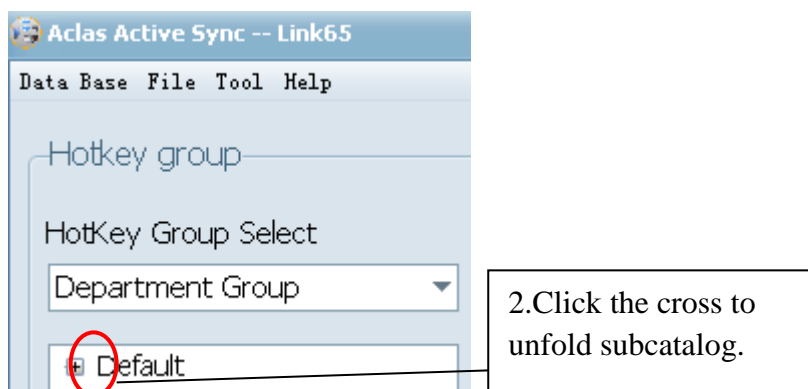 Aclas Active Sync -- Link65
Data Base File Tool Help
Hotkey group
HotKey Group Select
Department Group
Default
2.Click the cross to
unfold subcatalog.